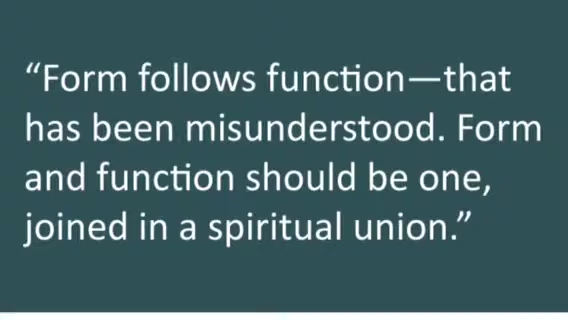 “Form follows function—that
has been misunderstood. Form
and function should be one,
joined in a spiritual union.”